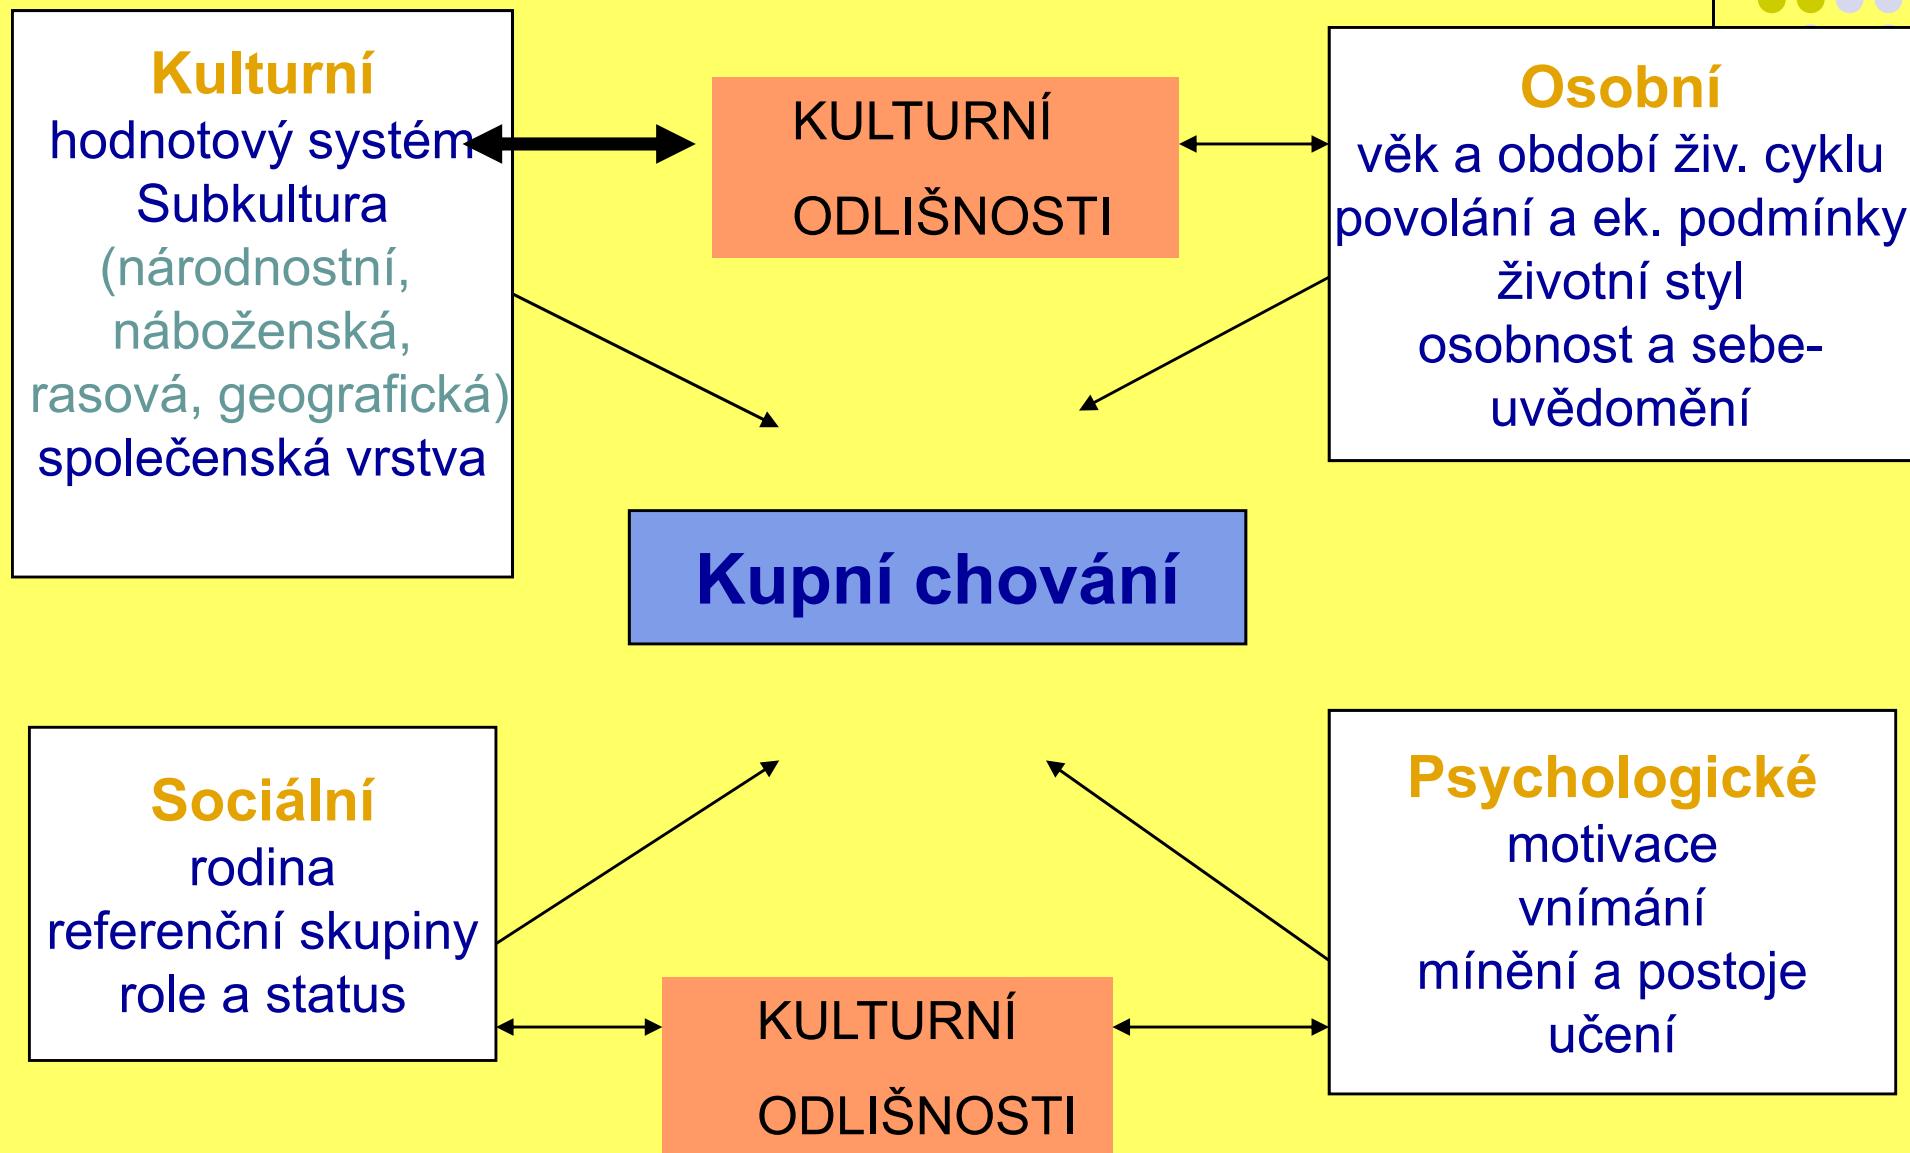 Kulturní
hodnotový systém
Subkultura
(národnostní,
náboženská,
rasová, geografická)
společenská vrstva
KULTURNÍ
ODLIŠNOSTI
Osobní
věk a období živ. cyklu
povolání a ek. podmínky
životní styl
osobnost a sebe-
uvědomění
Kupní chování
Sociální
rodina
referenční skupiny
role a status
KULTURNÍ
ODLIŠNOSTI
Psychologické
motivace
vnímání
mínění a postoje
učení